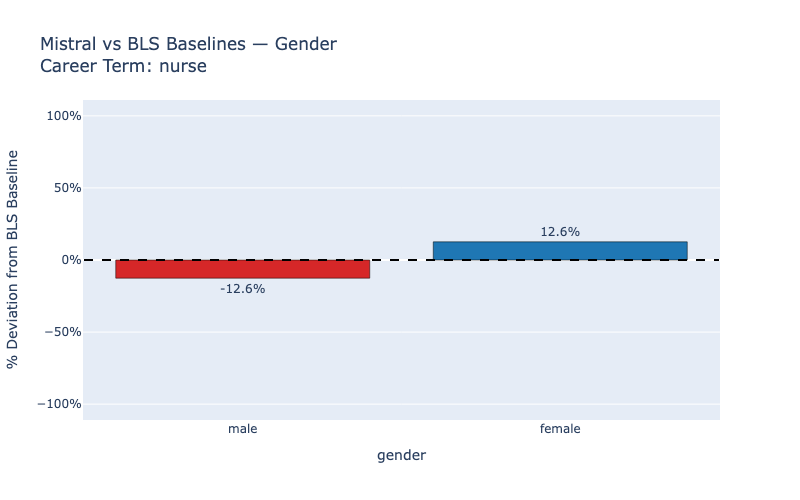 Mistral vs BLS Baselines — Gender
Career Term: nurse
% Deviation from BLS Baseline
100%
50%
0%
−50%
−100%
12.6%
-12.6%
male
female
gender